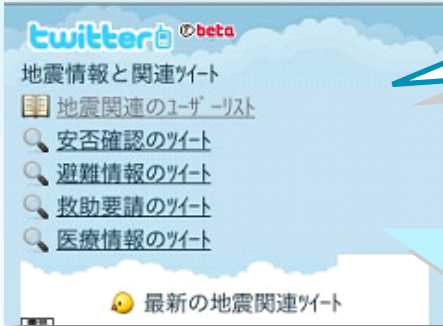 twitter βbeta
地震情報と関連ﾂｲｰﾄ
地震関連のﾕｰｻﾞｰﾘｽﾄ
安否確認のﾂｲｰﾄ
避難情報のﾂｲｰﾄ
救助要請のﾂｲｰﾄ
医療情報のﾂｲｰﾄ
最新の地震関連ﾂｲｰﾄ